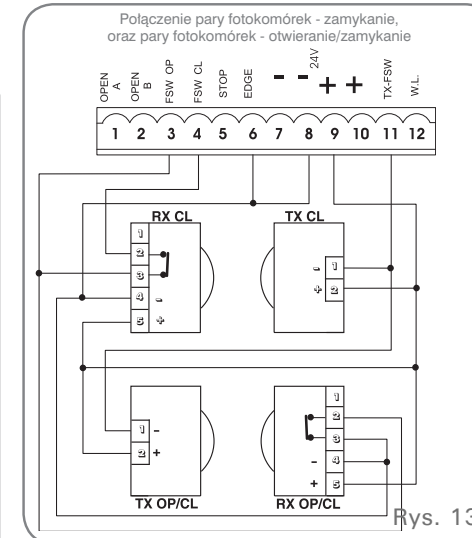 Połączenie pary fotokomórek - zamykanie,
oraz pary fotokomórek - otwieranie/zamykanie
OPEN A
OPEN B
FSW OP
FSW CL
STOP
EDGE
-
-
24V
+
+
TX-FSW
W.L.
1 2 3 4 5 6 7 8 9 10 11 12
RX CL
1
2
3
4 -
5 +
TX CL
- 1
+ 2
1 -
2 +
TX OP/CL
1
2
3
- 4
+ 5
RX OP/CL
Rys. 13